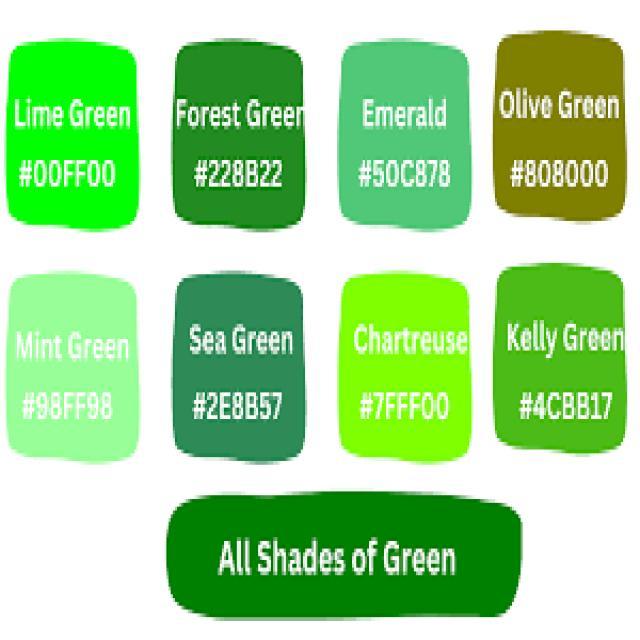 Lime Green
#00FF00
Forest Green
#228B22
Emerald
#50C878
Olive Green
#808000
Mint Green
#98FF98
Sea Green
#2E8B57
Chartreuse
#7FFF00
Kelly Green
#4CBB17
All Shades of Green